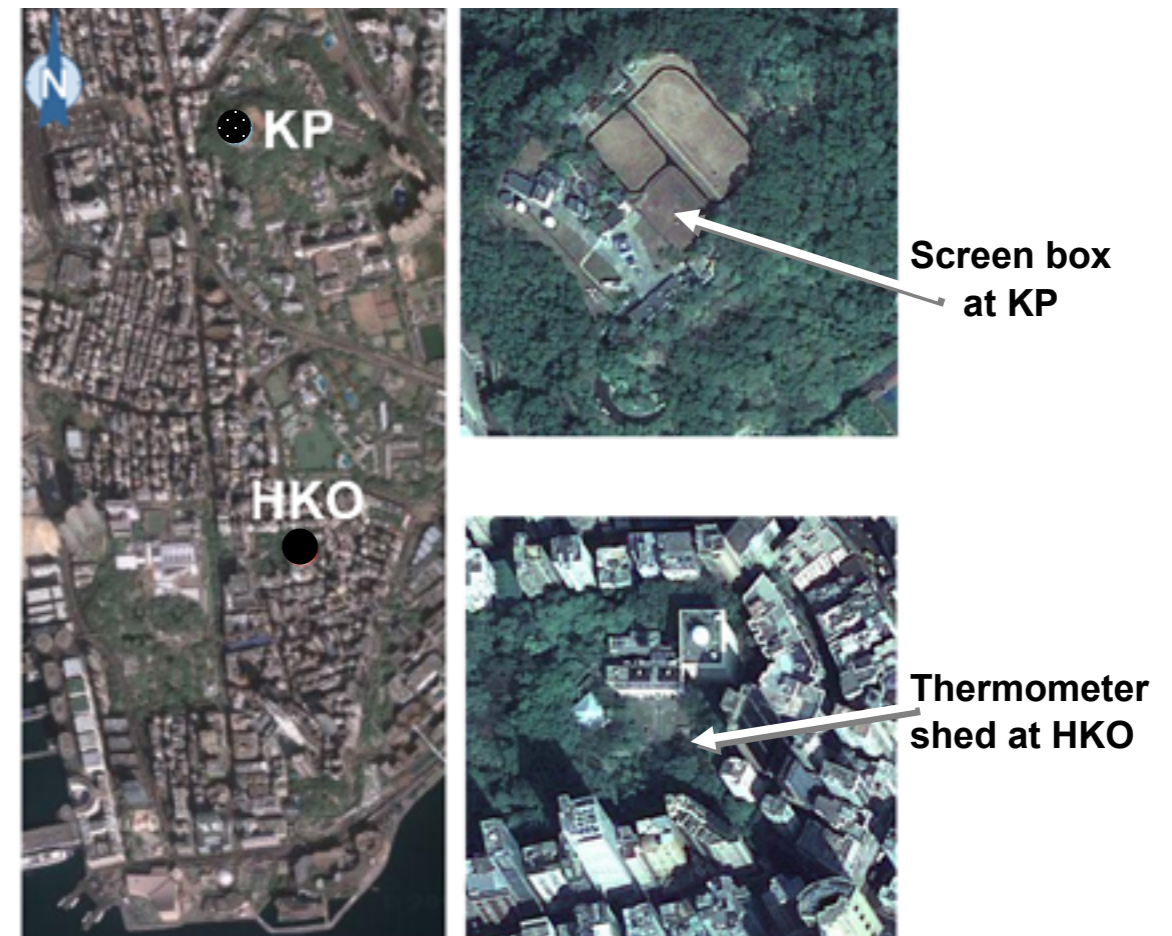 N
KP
HKO
Screen box
at KP
Thermometer
shed at HKO